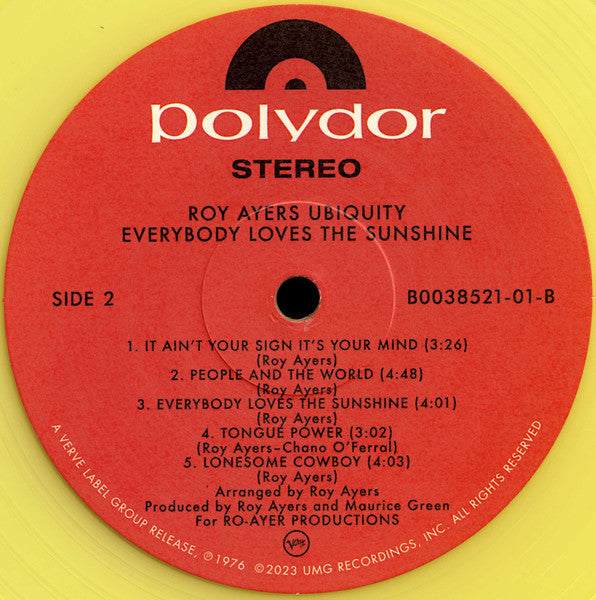 polydor
STEREO
ROY AYERS UBIQUITY
EVERYBODY LOVES THE SUNSHINE
SIDE 2
B0038521-01-B
1. IT AIN'T YOUR SIGN IT'S YOUR MIND (3:26)
(Roy Ayers)
2. PEOPLE AND THE WORLD (4:48)
(Roy Ayers)
3. EVERYBODY LOVES THE SUNSHINE (4:01)
(Roy Ayers)
4. TONGUE POWER (3:02)
(Roy Ayers–Chano O'Ferral)
5. LONESOME COWBOY (4:03)
(Roy Ayers)
Arranged by Roy Ayers
Produced by Roy Ayers and Maurice Green
For RO-AYER PRODUCTIONS
Verve
A VERVE LABEL GROUP RELEASE, ℗1976 ©2023 UMG RECORDINGS, INC. ALL RIGHTS RESERVED